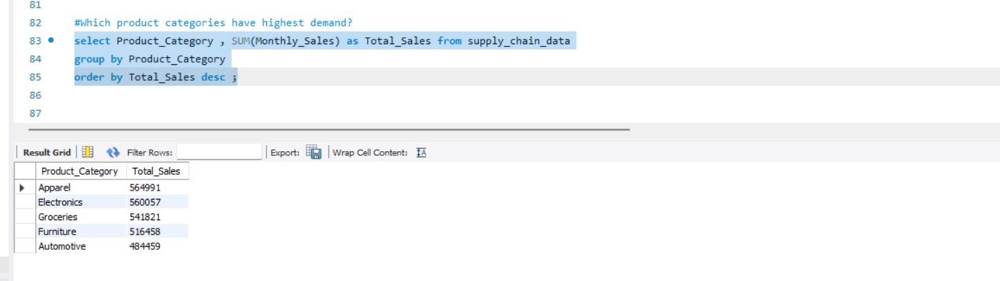 81
82 #Which product categories have highest demand?
83 select Product_Category , SUM(Monthly_Sales) as Total_Sales from supply_chain_data
84 group by Product_Category
85 order by Total_Sales desc ;
86
87
Result Grid Filter Rows: Export: Wrap Cell Content: IA
Product_Category Total_Sales
Apparel 564991
Electronics 560057
Groceries 541821
Furniture 516458
Automotive 484459